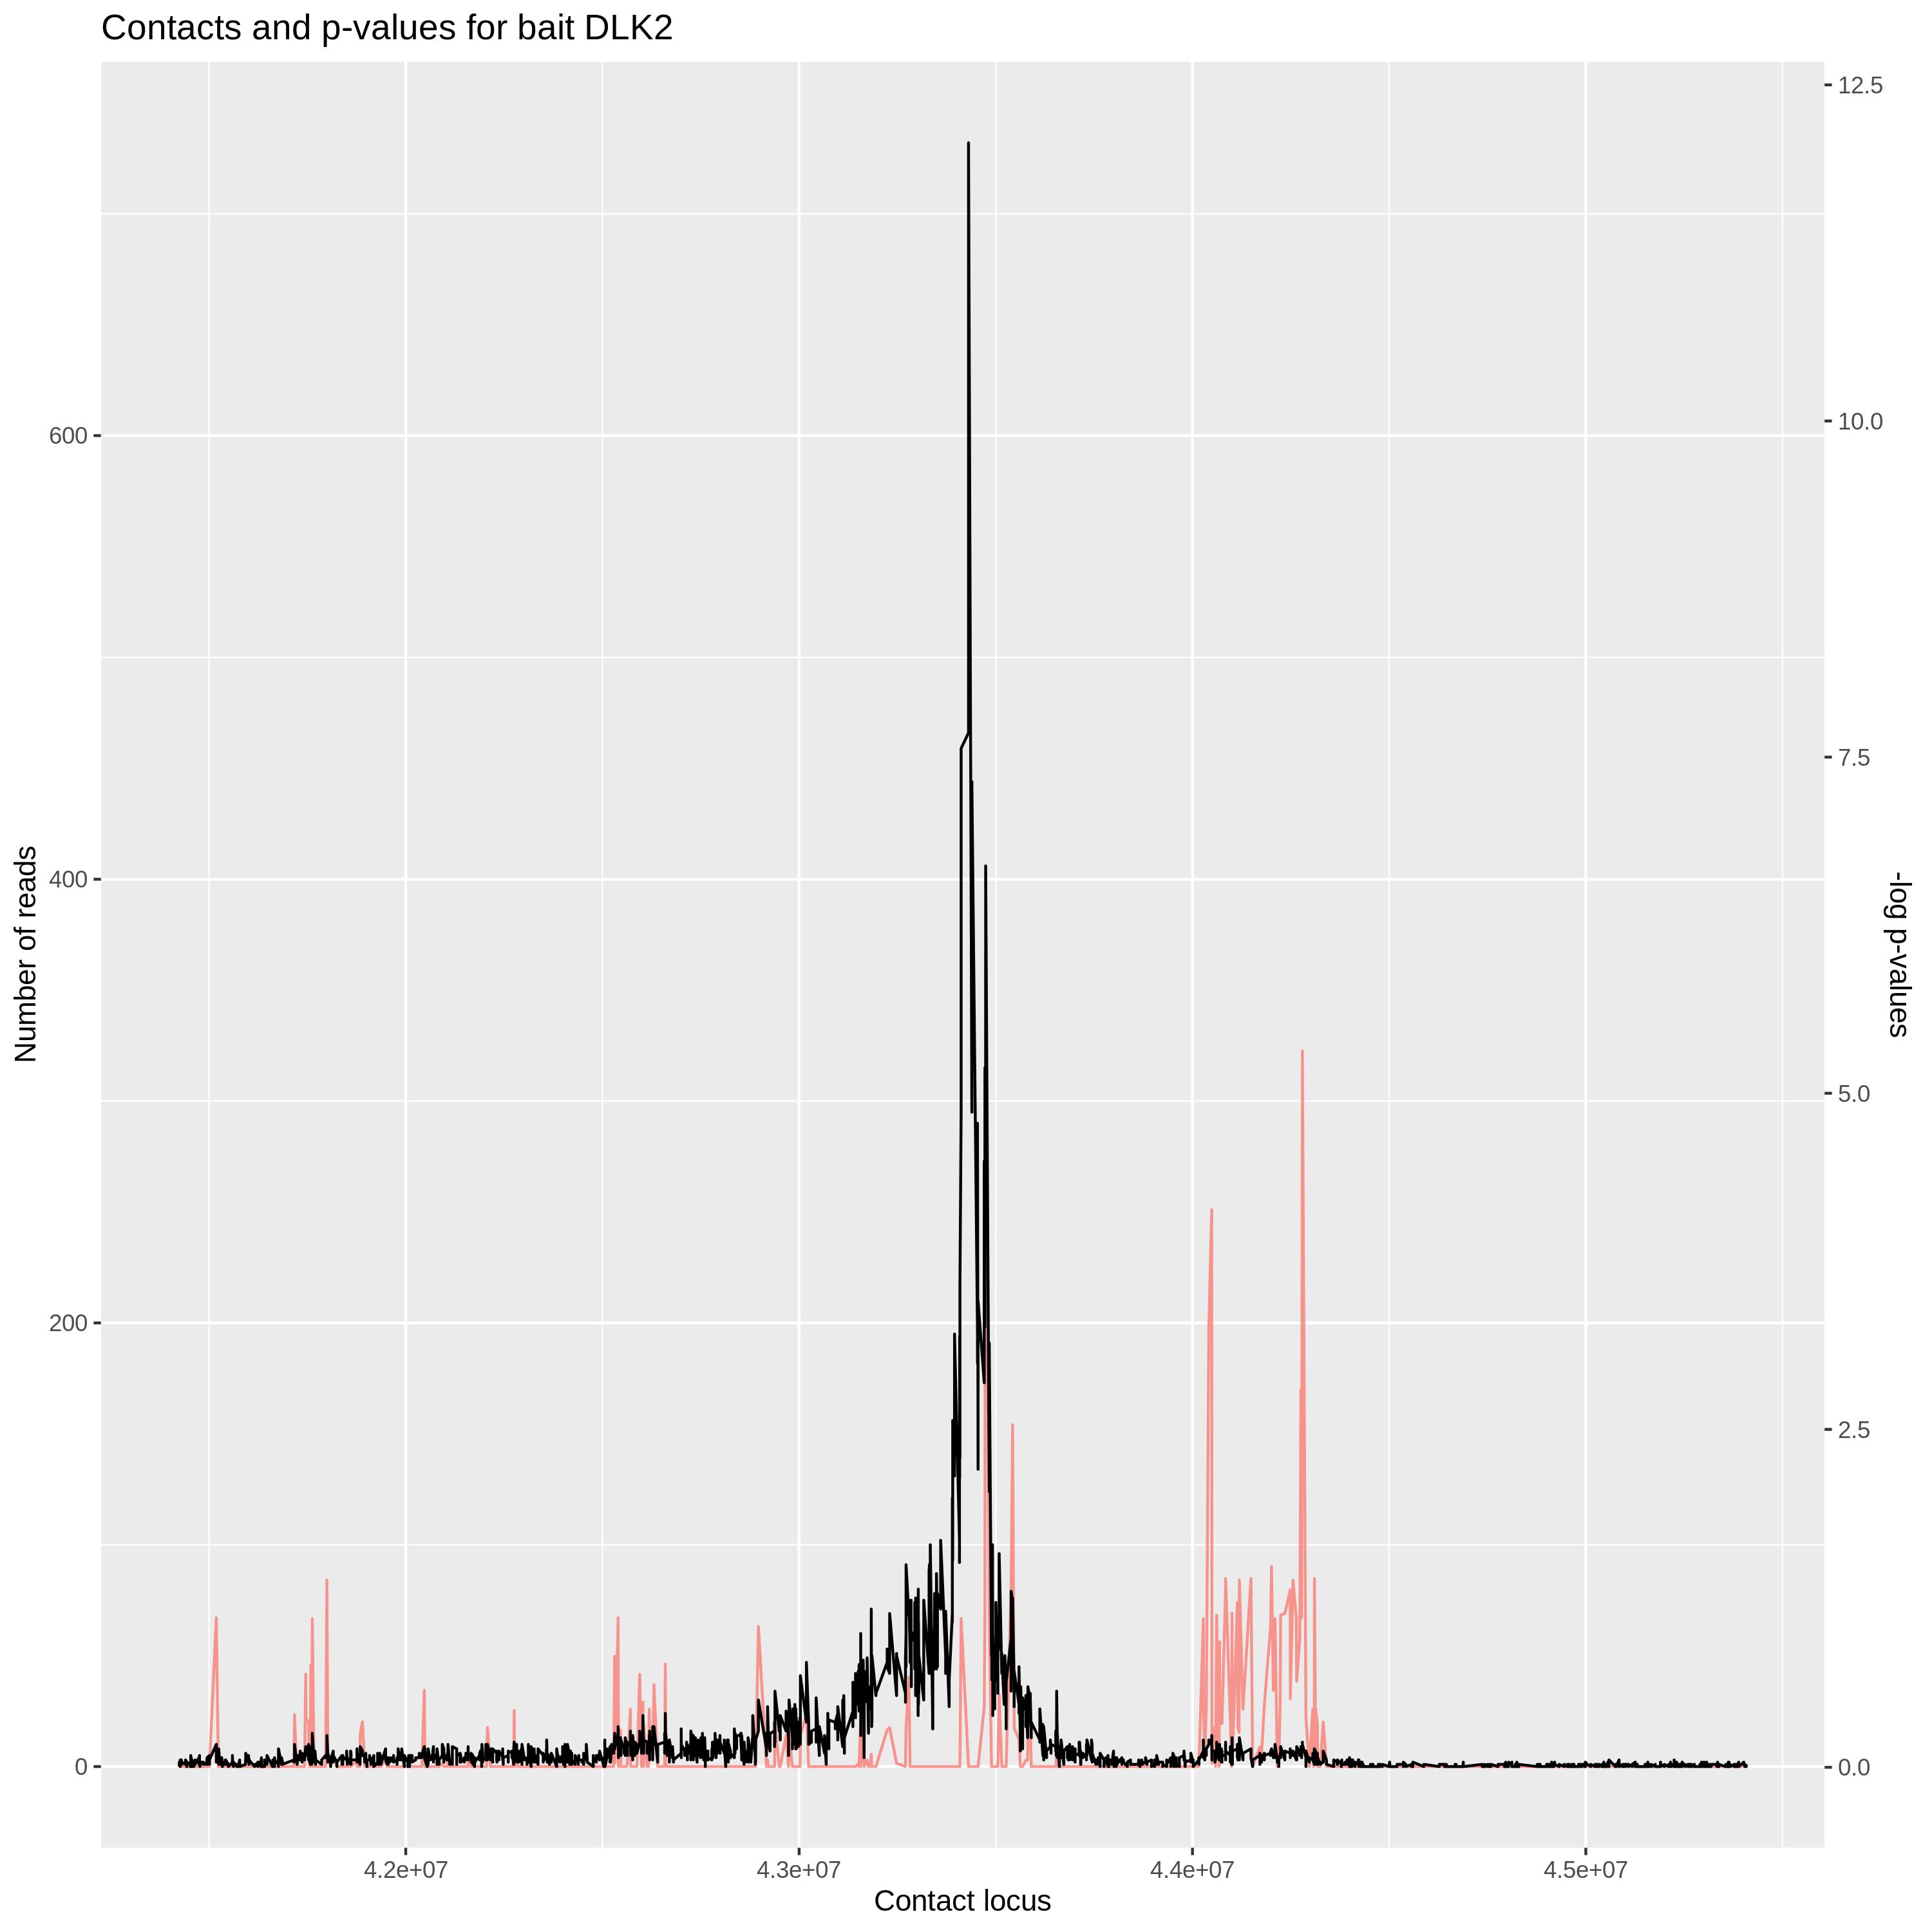 Contacts and p-values for bait DLK2
12.5
600
10.0
7.5
400
Number of reads
-log p-values
5.0
200
2.5
0
0.0
4.2e+07
4.3e+07
4.4e+07
4.5e+07
Contact locus